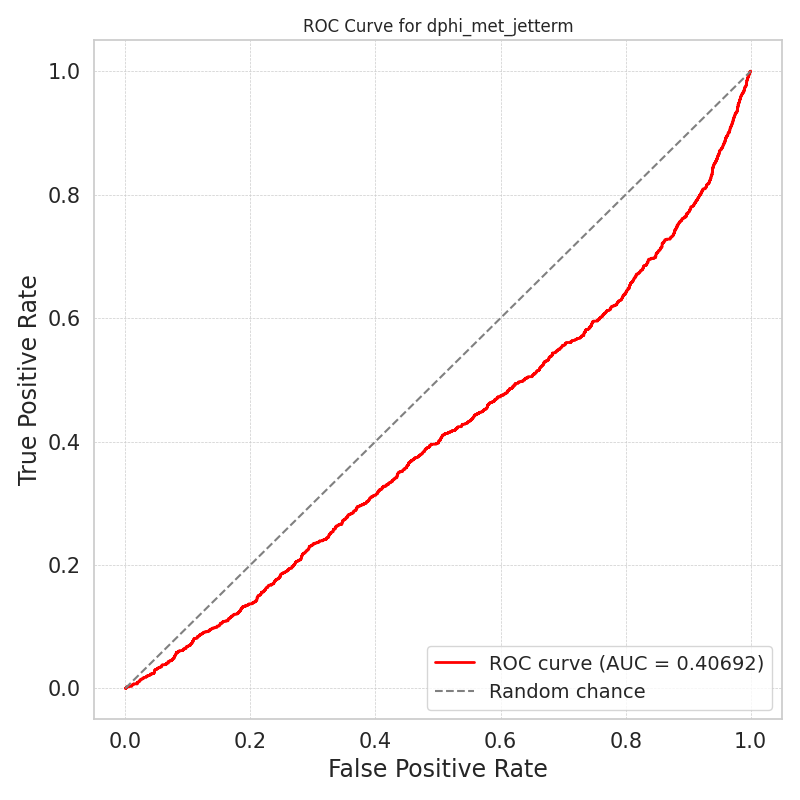 ROC Curve for dphi_met_jetterm
True Positive Rate
1.0
0.8
0.6
0.4
0.2
0.0
ROC curve (AUC = 0.40692)
Random chance
0.0 0.2 0.4 0.6 0.8 1.0
False Positive Rate